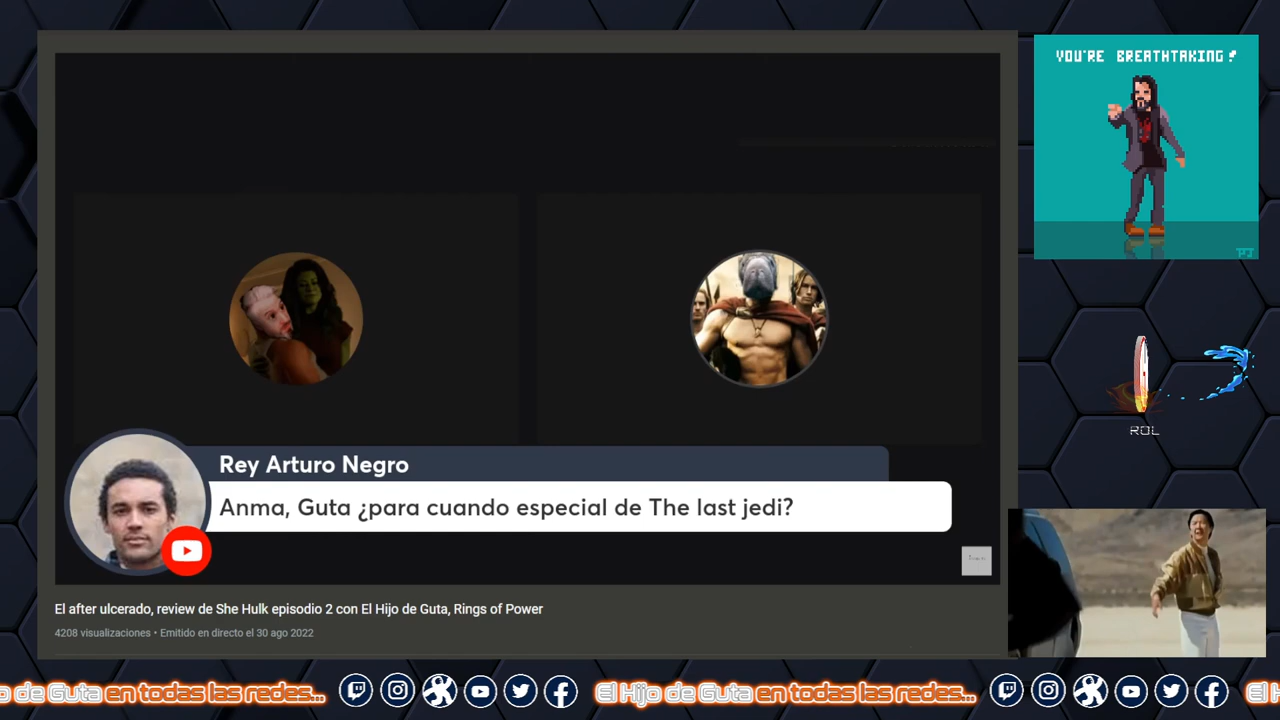 YOU'RE BREATHTAKING!
PJ
ROL
Rey Arturo Negro
Anma, Guta ¿para cuando especial de The last jedi?
El after ulcerado, review de She Hulk episodio 2 con El Hijo de Guta, Rings of Power
4208 visualizaciones • Emitido en directo el 30 ago 2022
o de Guta en todas las redes...
El Hijo de Guta en todas las redes...
El H